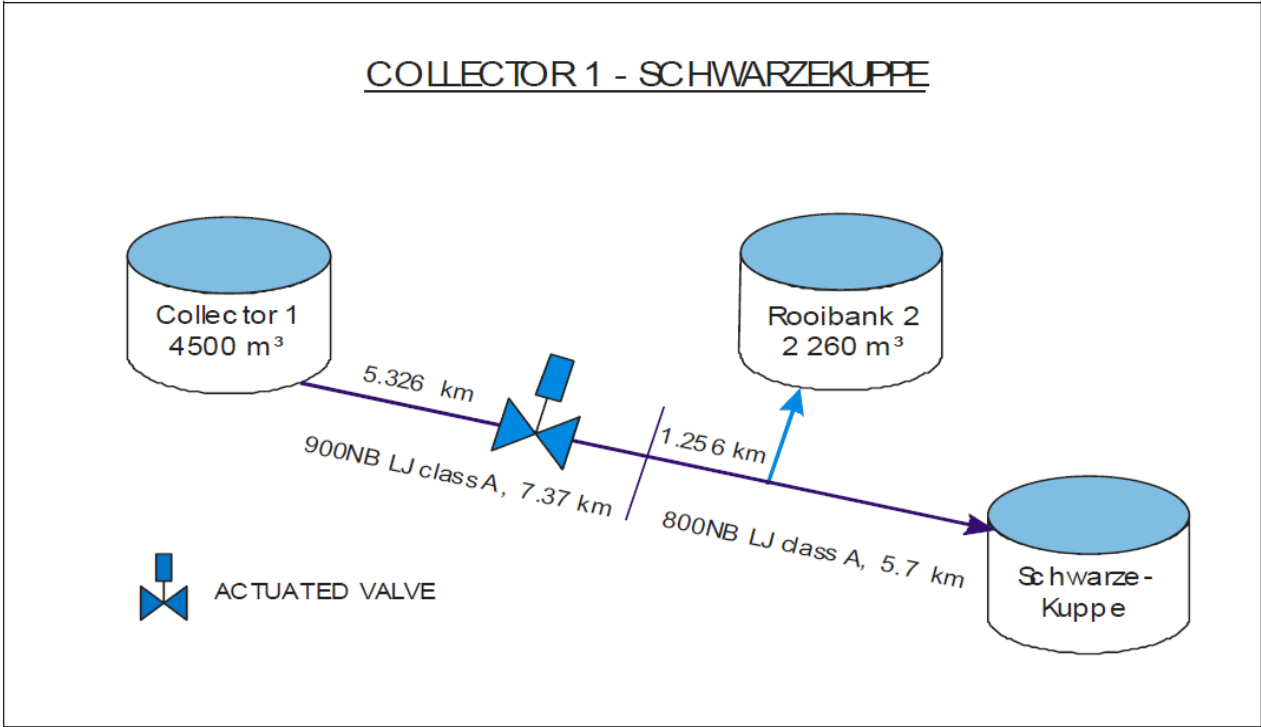 COLLECTOR 1 - SCHWARZEKUPPE
Collector 1
4500 m³
Rooibank 2
2 260 m³
5.326 km
1.256 km
900NB LJ class A, 7.37 km
800NB LJ class A, 5.7 km
Schwarze-
Kuppe
ACTUATED VALVE